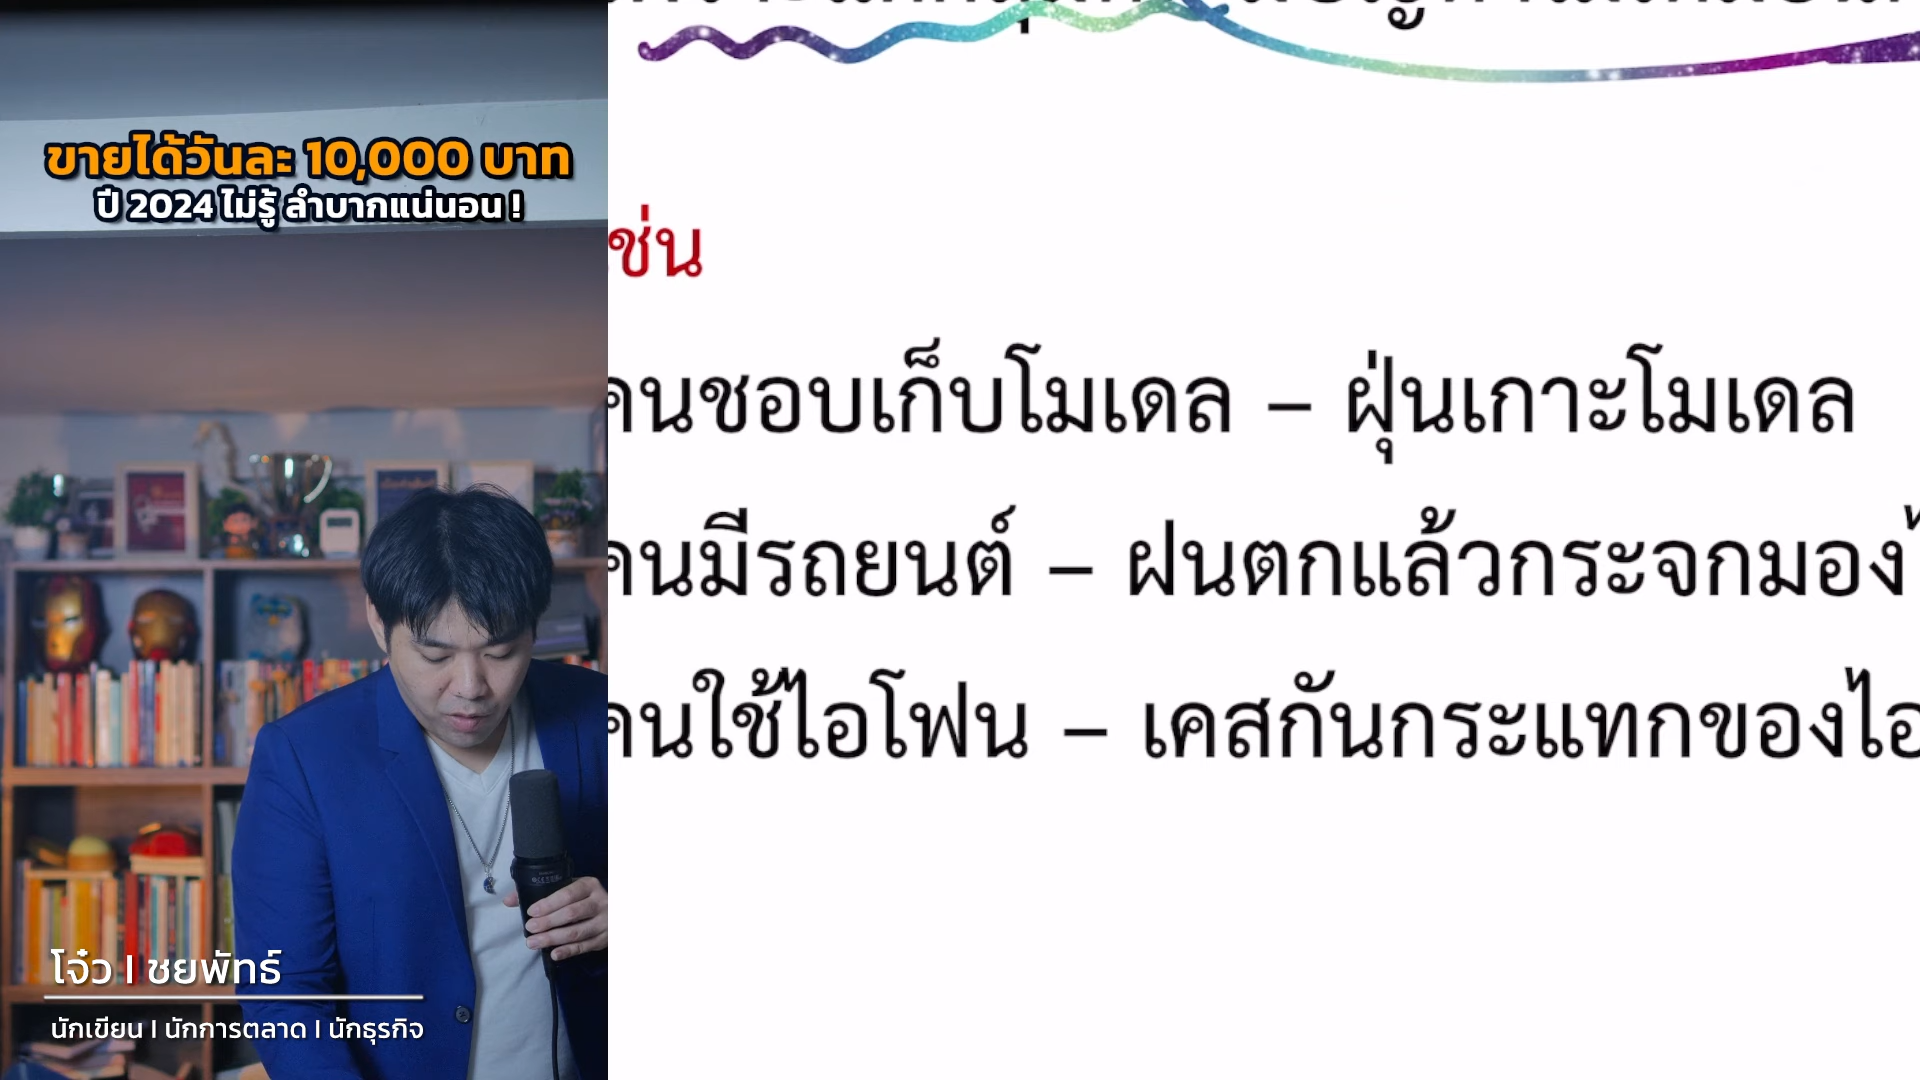 ขายได้วันละ 10,000 บาท
ปี 2024 ไม่รู้ ลำบากแน่นอน !
เช่น
คนชอบเก็บโมเดล – ฝุ่นเกาะโมเดล
คนมีรถยนต์ – ฝนตกแล้วกระจกมอง
คนใช้ไอโฟน – เคสกันกระแทกของไอ
โจ๋ว I ชยพัทธ์
นักเขียน I นักการตลาด I นักธุรกิจ